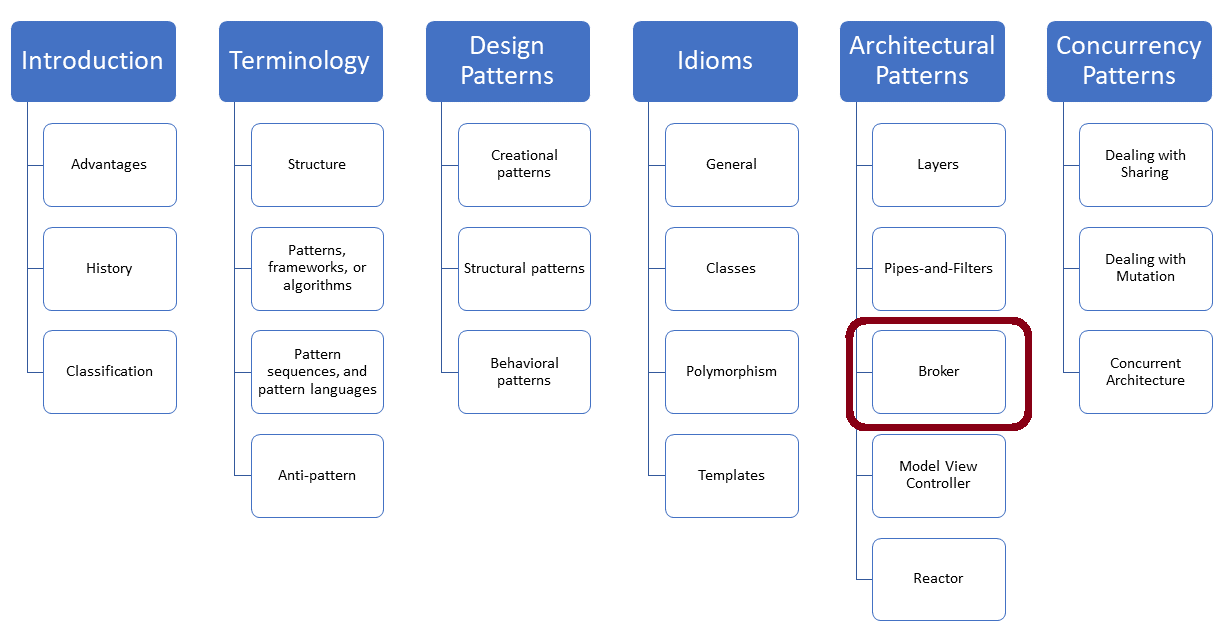 Introduction
Advantages
History
Classification
Terminology
Structure
Patterns,
frameworks, or
algorithms
Pattern
sequences, and
pattern languages
Anti-pattern
Design
Patterns
Creational
patterns
Structural patterns
Behavioral
patterns
Idioms
General
Classes
Polymorphism
Templates
Architectural
Patterns
Layers
Pipes-and-Filters
Broker
Model View
Controller
Reactor
Concurrency
Patterns
Dealing with
Sharing
Dealing with
Mutation
Concurrent
Architecture